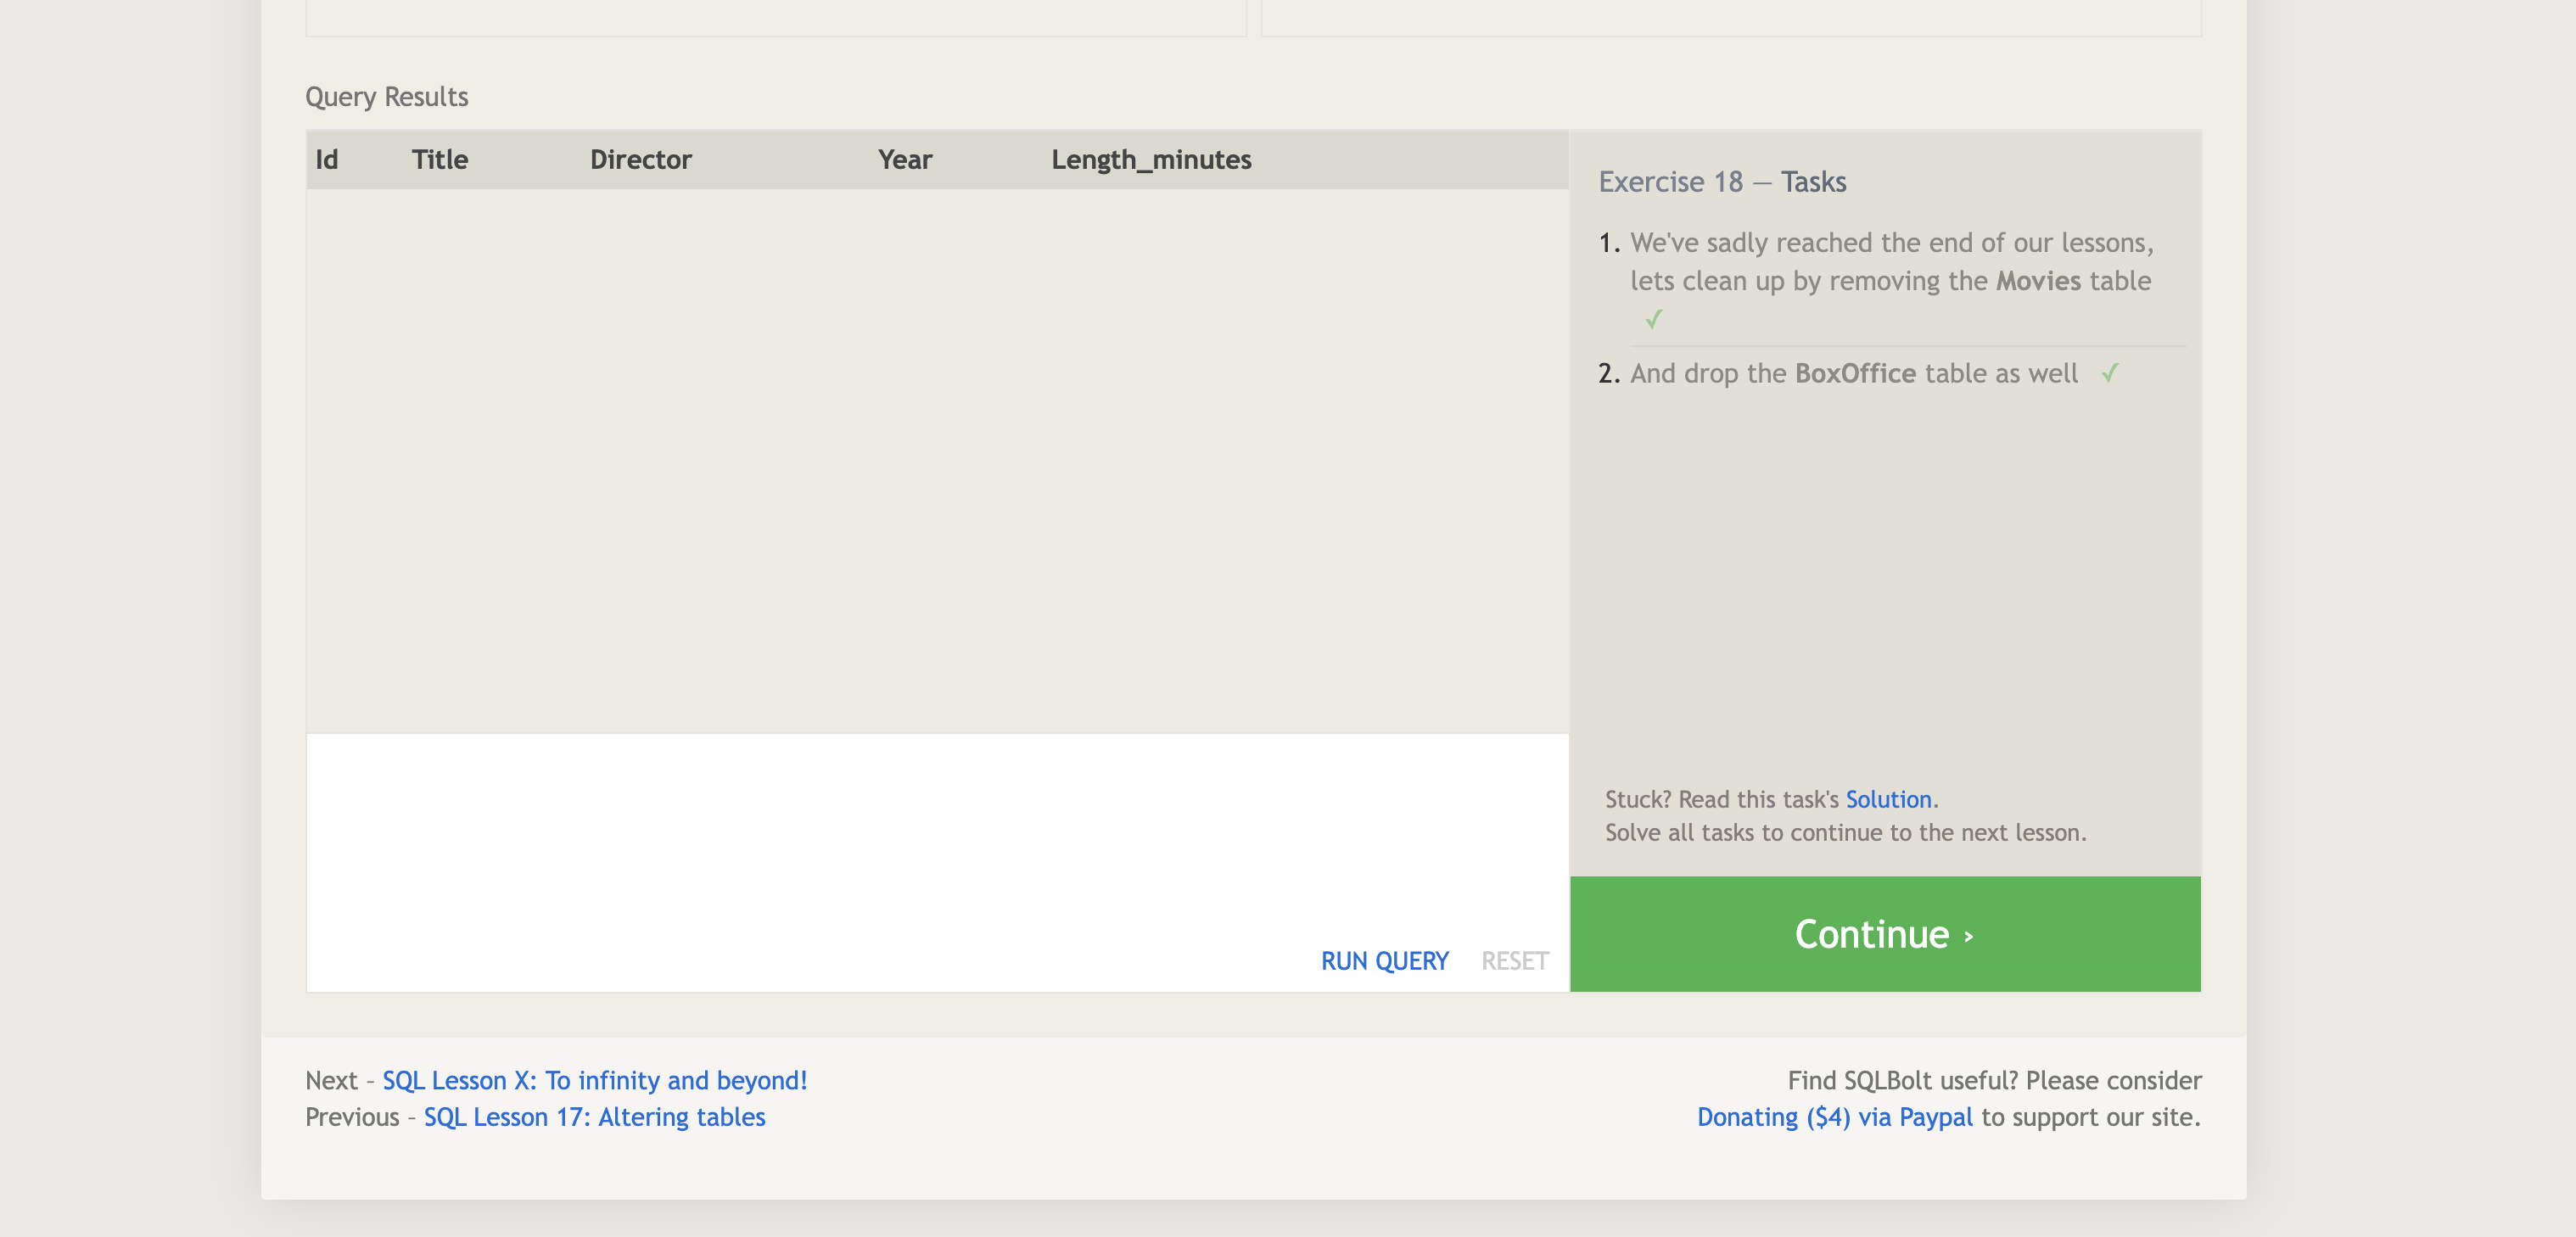 Query Results
Id Title Director Year Length_minutes
Exercise 18 — Tasks
1. We've sadly reached the end of our lessons,
lets clean up by removing the Movies table
✓
2. And drop the BoxOffice table as well ✓
Stuck? Read this task's Solution.
Solve all tasks to continue to the next lesson.
RUN QUERY RESET
Continue ›
Next – SQL Lesson X: To infinity and beyond!
Previous – SQL Lesson 17: Altering tables
Find SQLBolt useful? Please consider
Donating ($4) via Paypal to support our site.